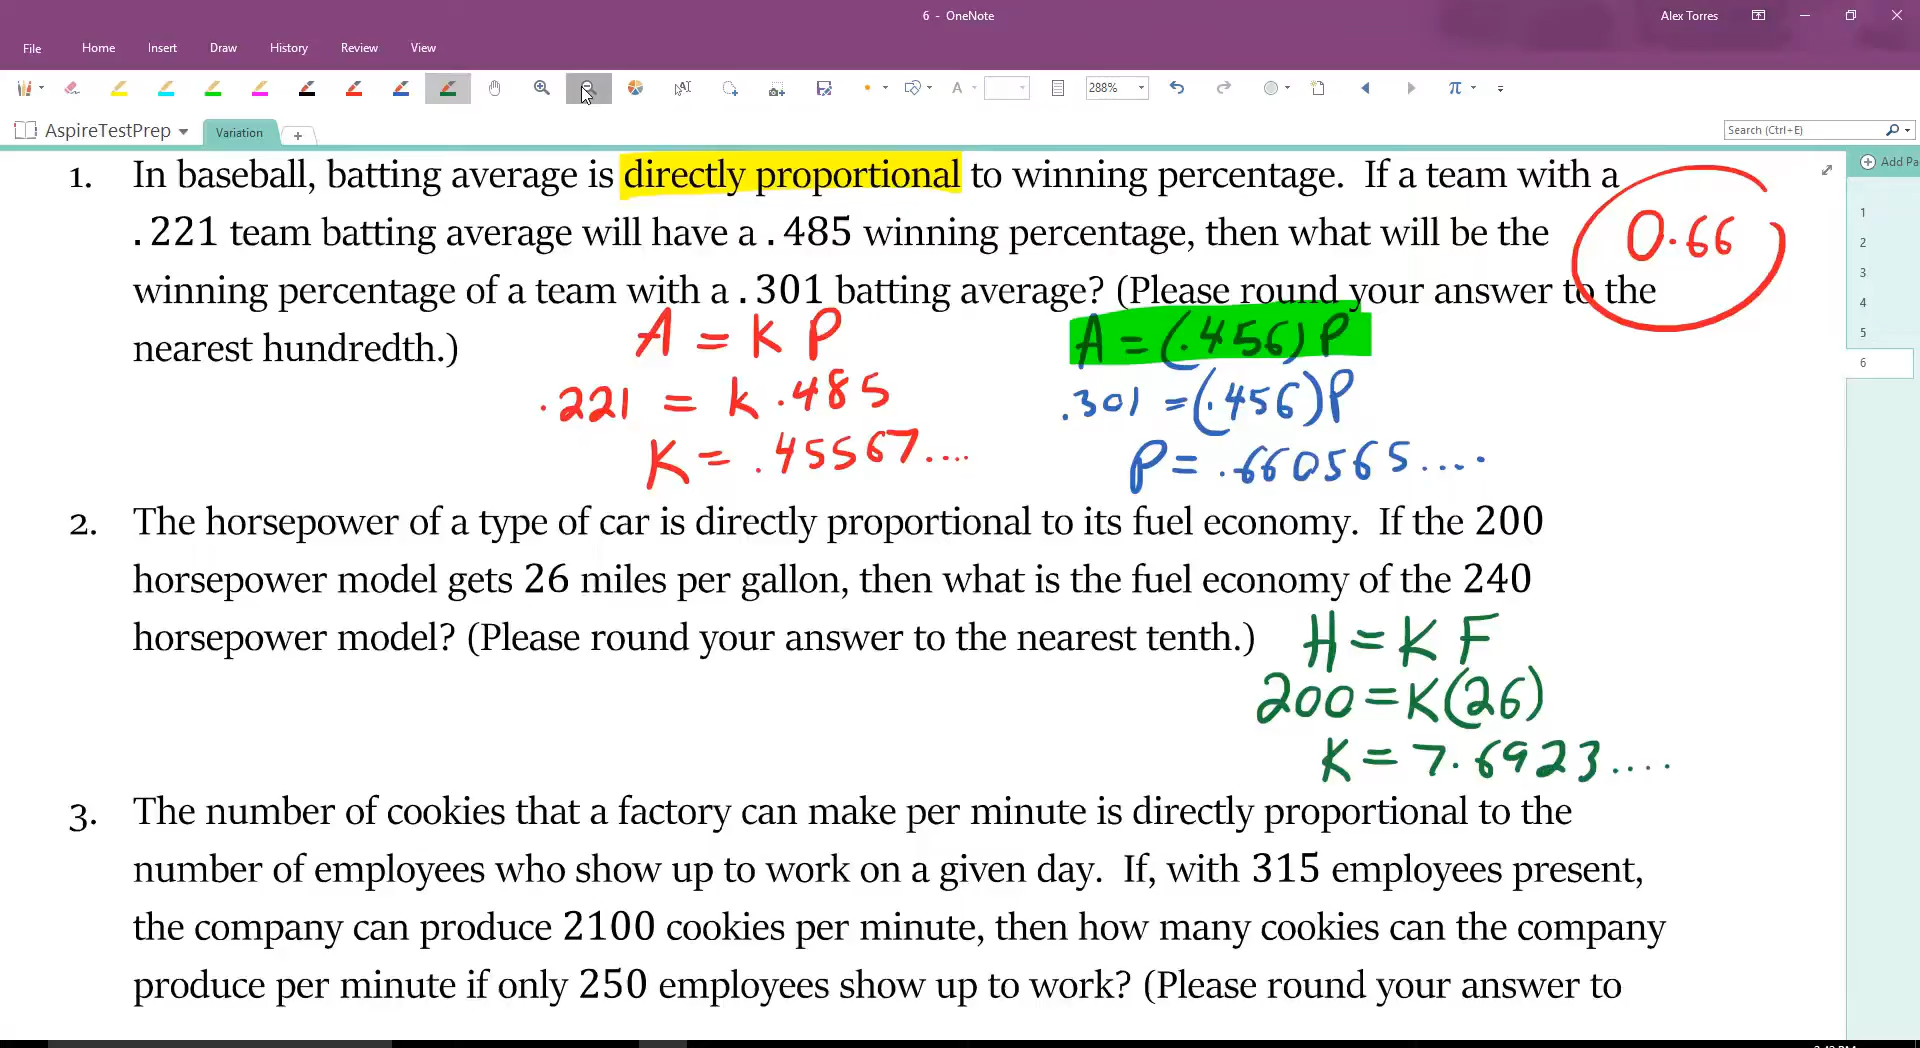 6 - OneNote
Alex Torres
File Home Insert Draw History Review View
288%
AspireTestPrep
Variation
Search (Ctrl+E)
Add Pa
1. In baseball, batting average is directly proportional to winning percentage. If a team with a
.221 team batting average will have a .485 winning percentage, then what will be the
winning percentage of a team with a .301 batting average? (Please round your answer to the
nearest hundredth.)
0.66
A = K P
.221 = K .485
K = .45567....
A = (.456) P
.301 = (.456) P
P = .660565....
2. The horsepower of a type of car is directly proportional to its fuel economy. If the 200
horsepower model gets 26 miles per gallon, then what is the fuel economy of the 240
horsepower model? (Please round your answer to the nearest tenth.)
H = K F
200 = K(26)
K = 7.6923....
3. The number of cookies that a factory can make per minute is directly proportional to the
number of employees who show up to work on a given day. If, with 315 employees present,
the company can produce 2100 cookies per minute, then how many cookies can the company
produce per minute if only 250 employees show up to work? (Please round your answer to
1
2
3
4
5
6